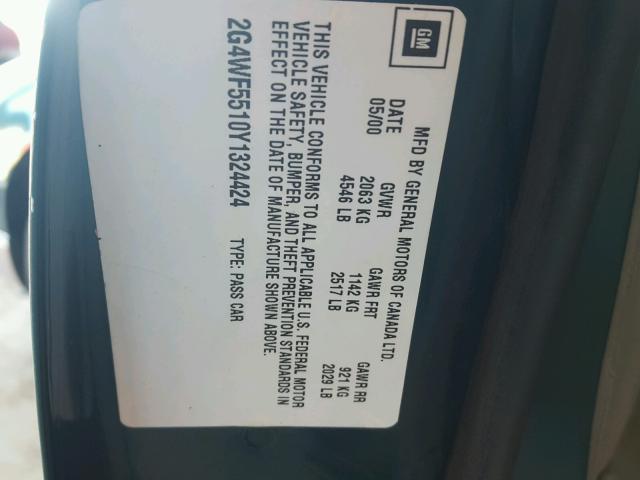 GM
MFD BY GENERAL MOTORS OF CANADA LTD.
DATE GVWR GAWR FRT GAWR RR
05/00 2063 KG 1142 KG 921 KG
4546 LB 2517 LB 2029 LB
THIS VEHICLE CONFORMS TO ALL APPLICABLE U.S. FEDERAL MOTOR
VEHICLE SAFETY, BUMPER, AND THEFT PREVENTION STANDARDS IN
EFFECT ON THE DATE OF MANUFACTURE SHOWN ABOVE.
2G4WF5510Y1324424 TYPE: PASS CAR